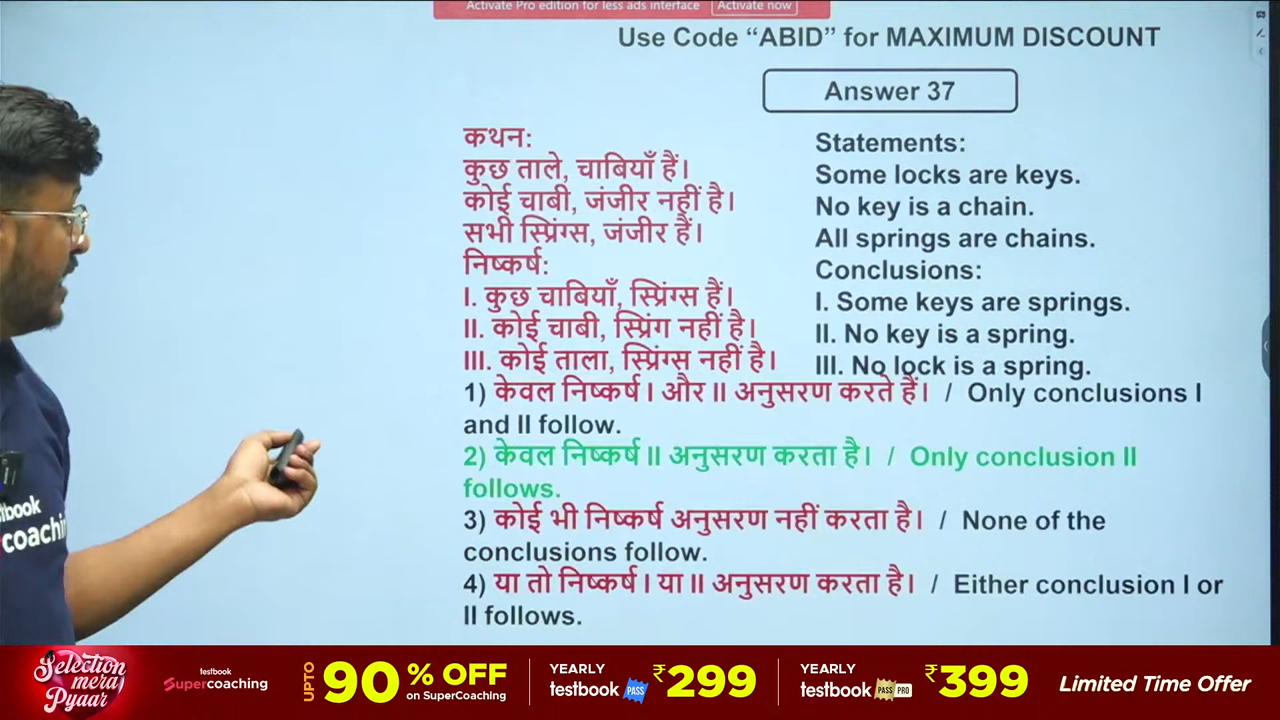 Activate Pro edition for less ads interface Activate now
Use Code “ABID” for MAXIMUM DISCOUNT
Answer 37
कथन:
कुछ ताले, चाबियाँ हैं।
कोई चाबी, जंजीर नहीं है।
सभी स्प्रिंग्स, जंजीर हैं।
निष्कर्ष:
I. कुछ चाबियाँ, स्प्रिंग्स हैं।
II. कोई चाबी, स्प्रिंग नहीं है।
III. कोई ताला, स्प्रिंग्स नहीं है।
Statements:
Some locks are keys.
No key is a chain.
All springs are chains.
Conclusions:
I. Some keys are springs.
II. No key is a spring.
III. No lock is a spring.
1) केवल निष्कर्ष I और II अनुसरण करते हैं। / Only conclusions I
and II follow.
2) केवल निष्कर्ष II अनुसरण करता है। / Only conclusion II
follows.
3) कोई भी निष्कर्ष अनुसरण नहीं करता है। / None of the
conclusions follow.
4) या तो निष्कर्ष I या II अनुसरण करता है। / Either conclusion I or
II follows.
Selection
mera
Pyaar
testbook
Supercoaching
UPTO 90% OFF
on SuperCoaching
YEARLY
testbook PASS
₹299
YEARLY
testbook PASS PRO
₹399
Limited Time Offer